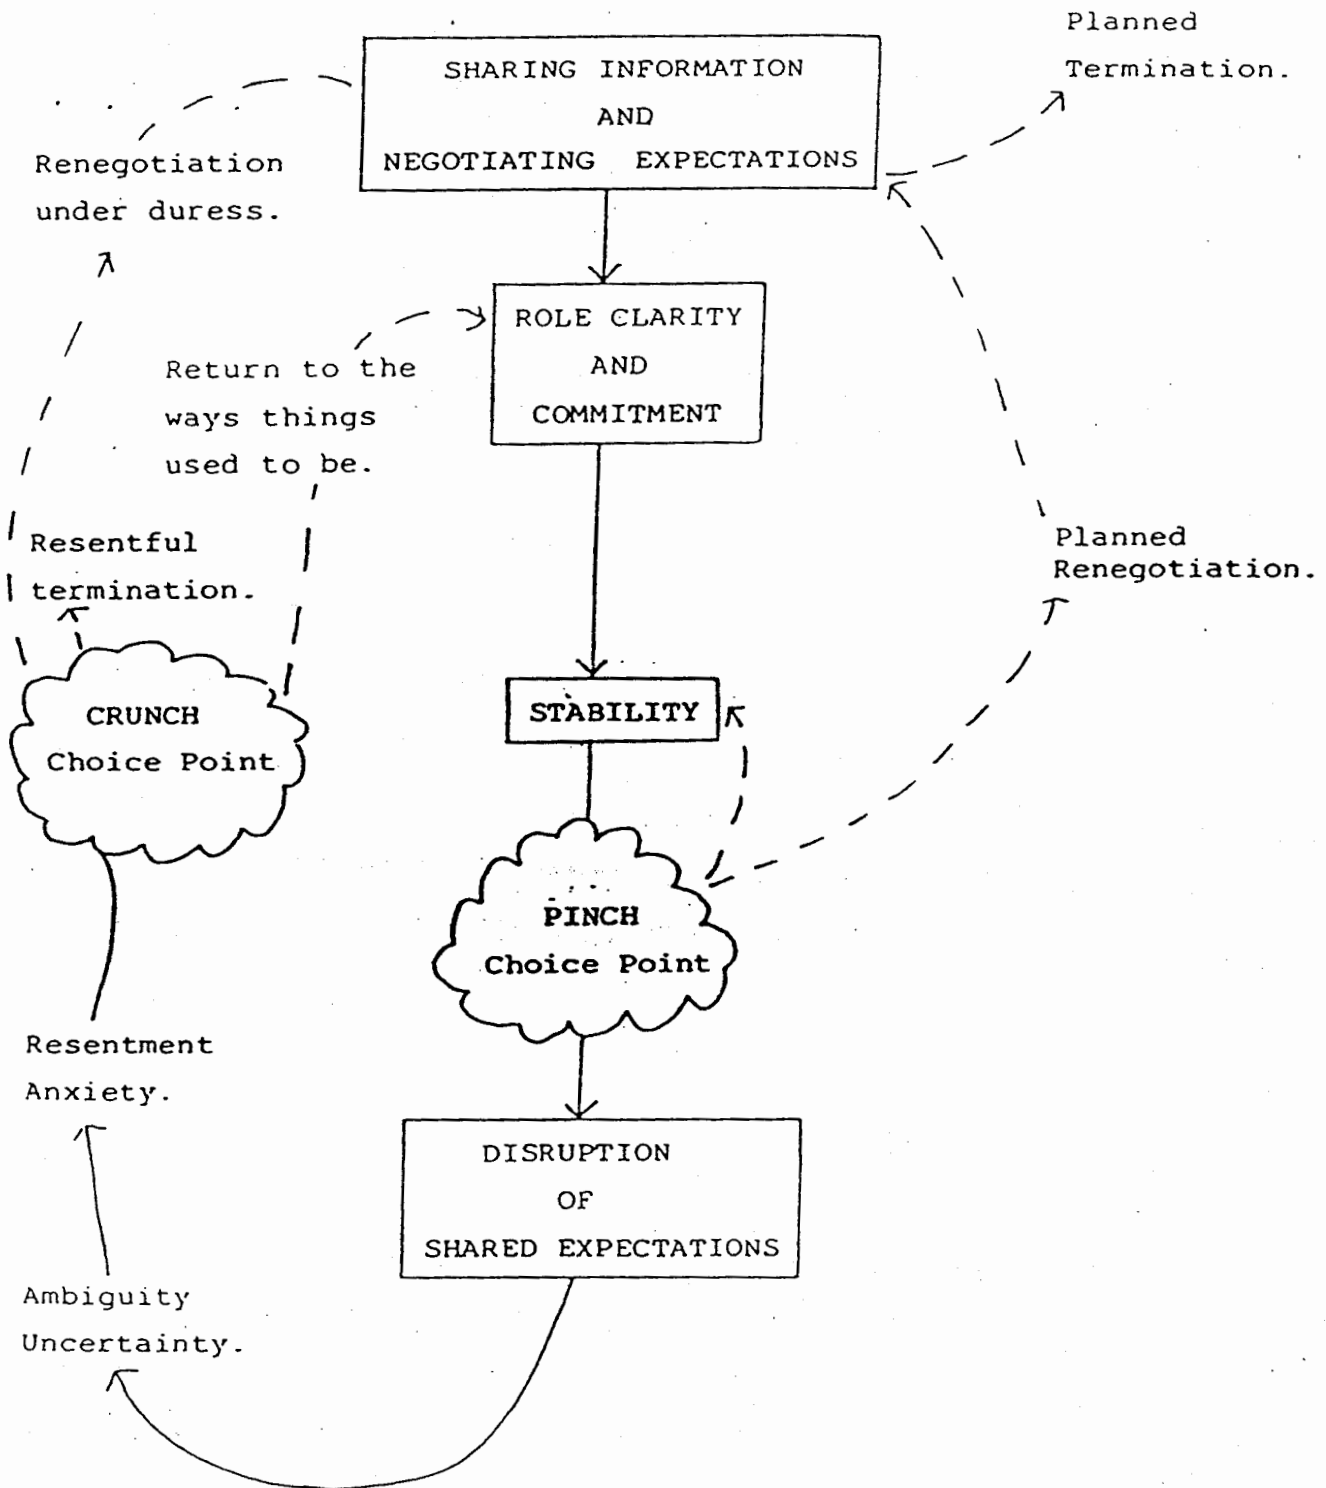 Planned
Termination.
SHARING INFORMATION
AND
NEGOTIATING EXPECTATIONS
Renegotiation
under duress.
ROLE CLARITY
AND
COMMITMENT
Return to the
ways things
used to be.
Resentful
termination.
Planned
Renegotiation.
CRUNCH
Choice Point
STABILITY
PINCH
Choice Point
Resentment
Anxiety.
DISRUPTION
OF
SHARED EXPECTATIONS
Ambiguity
Uncertainty.